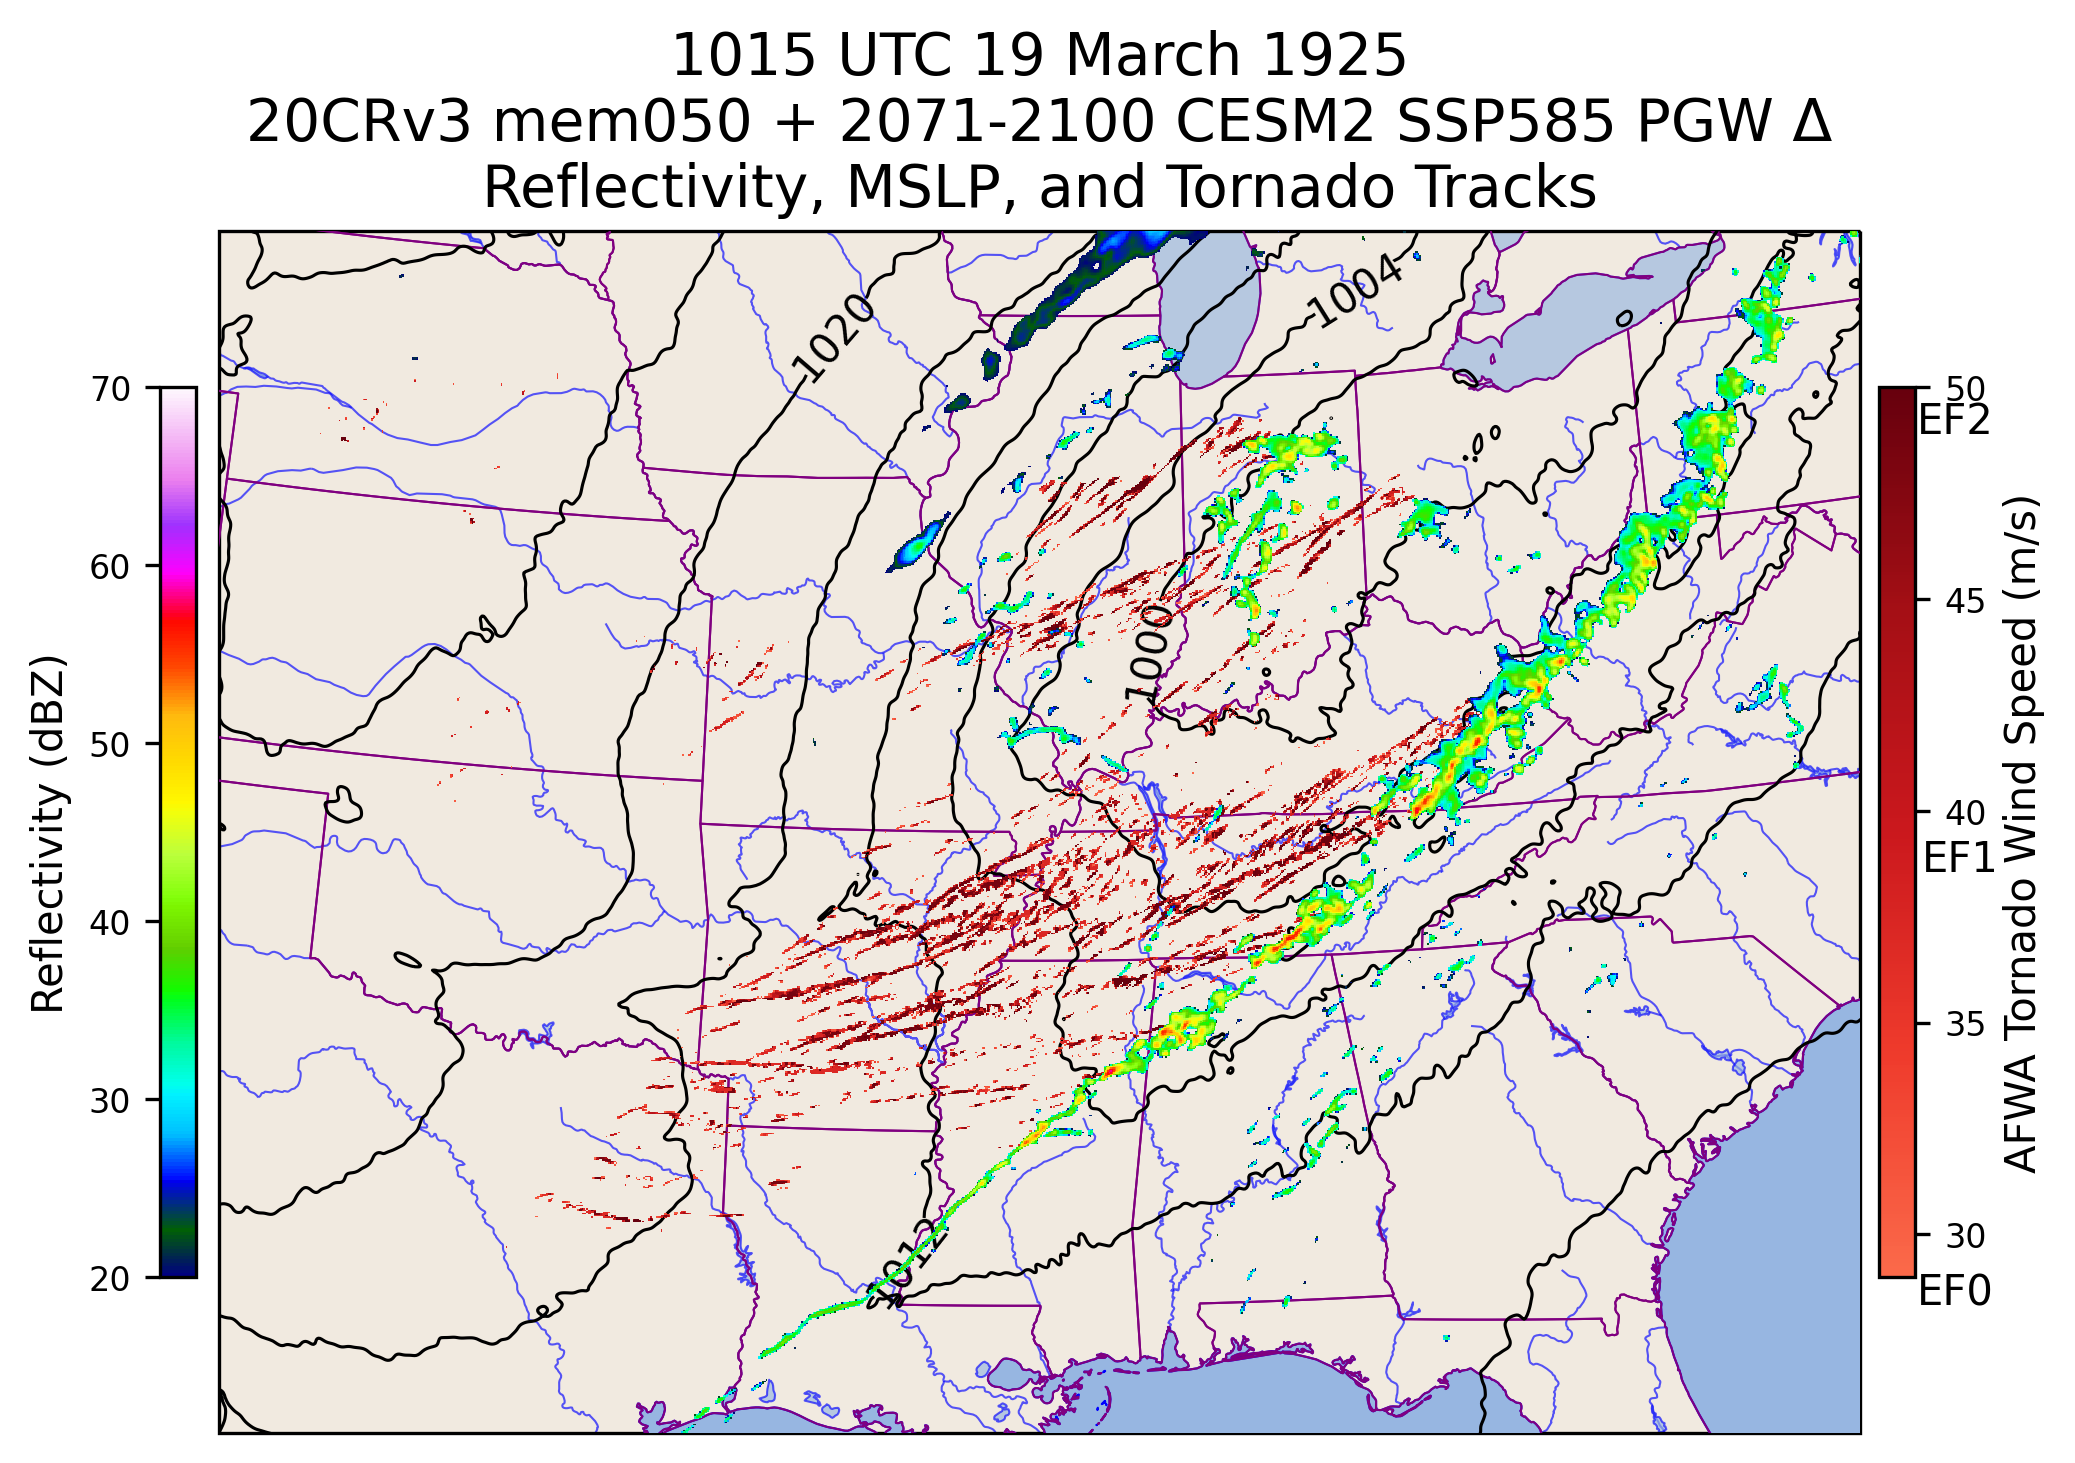 1015 UTC 19 March 1925
20CRv3 mem050 + 2071-2100 CESM2 SSP585 PGW Δ
Reflectivity, MSLP, and Tornado Tracks
1020
1004
1000
1012
70
60
50
40
30
20
Reflectivity (dBZ)
50
EF2
45
40
EF1
35
30
EF0
AFWA Tornado Wind Speed (m/s)